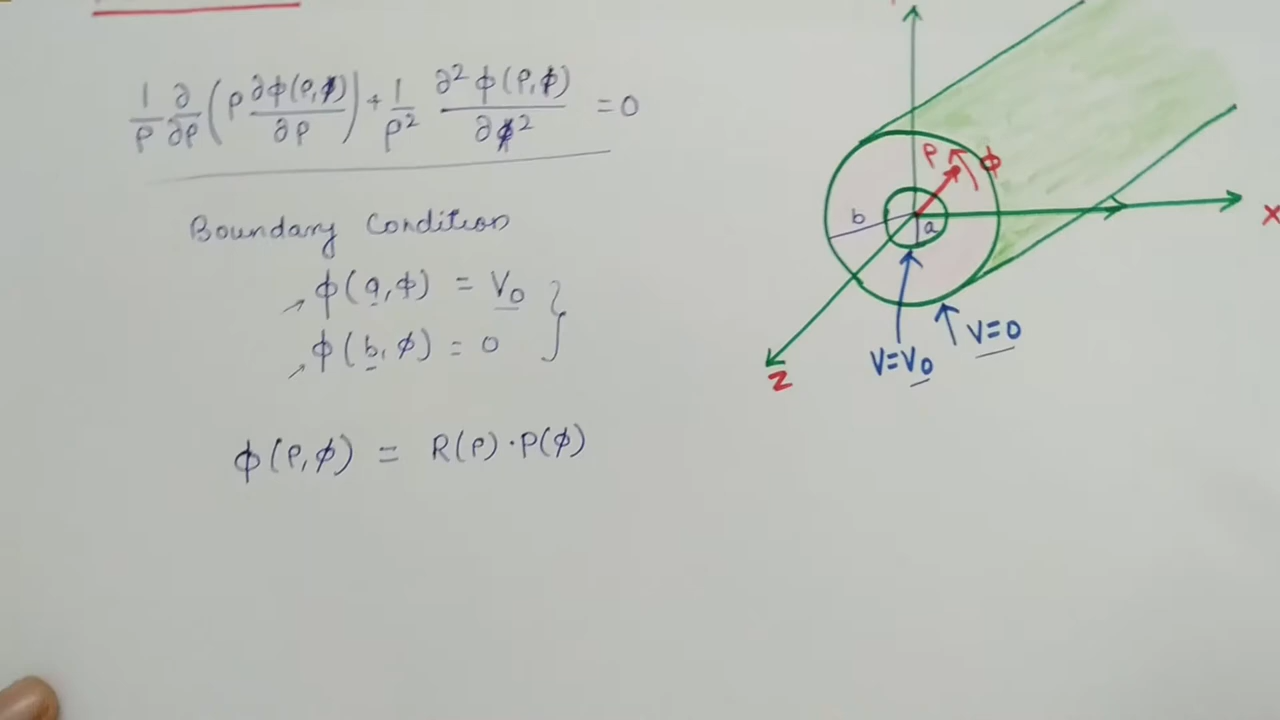 1/ρ ∂/∂ρ (ρ ∂ϕ(ρ,φ)/∂ρ) + 1/ρ² ∂²ϕ(ρ,φ)/∂φ² = 0
Boundary Condition
ϕ(a,φ) = V₀
ϕ(b,φ) = 0
ϕ(ρ,φ) = R(ρ)·P(φ)
ρ
ϕ
b
a
X
V=0
V=V₀
Z